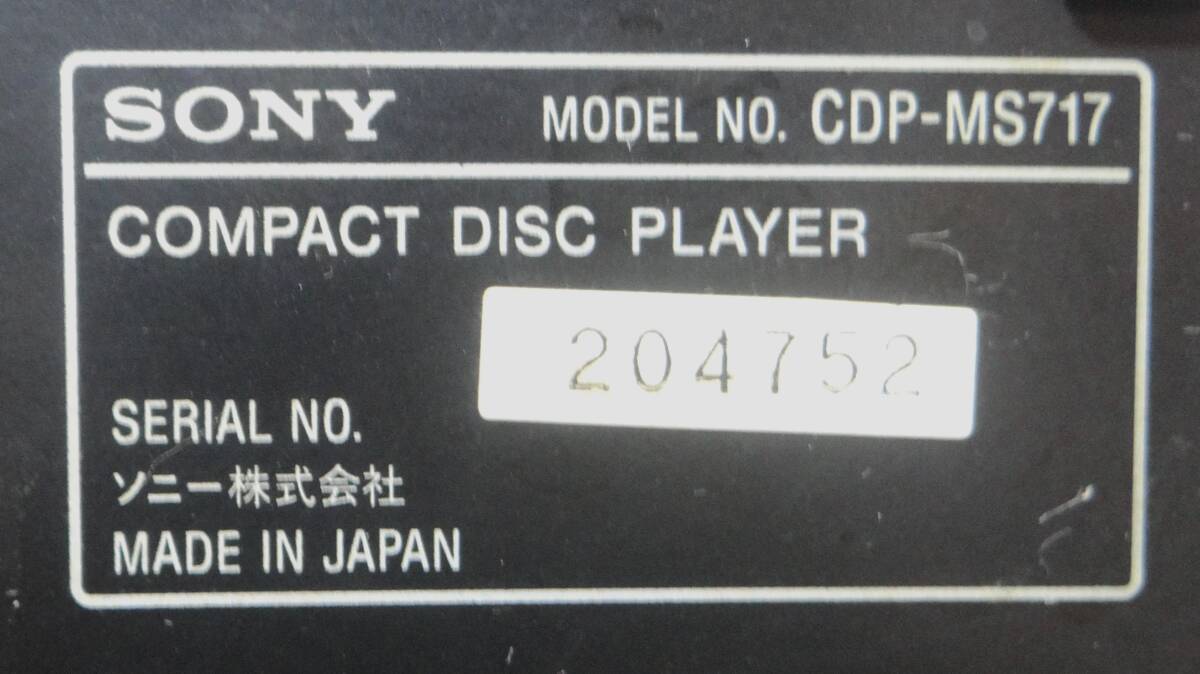 SONY MODEL NO. CDP-MS717
COMPACT DISC PLAYER
204752
SERIAL NO.
ソニー株式会社
MADE IN JAPAN